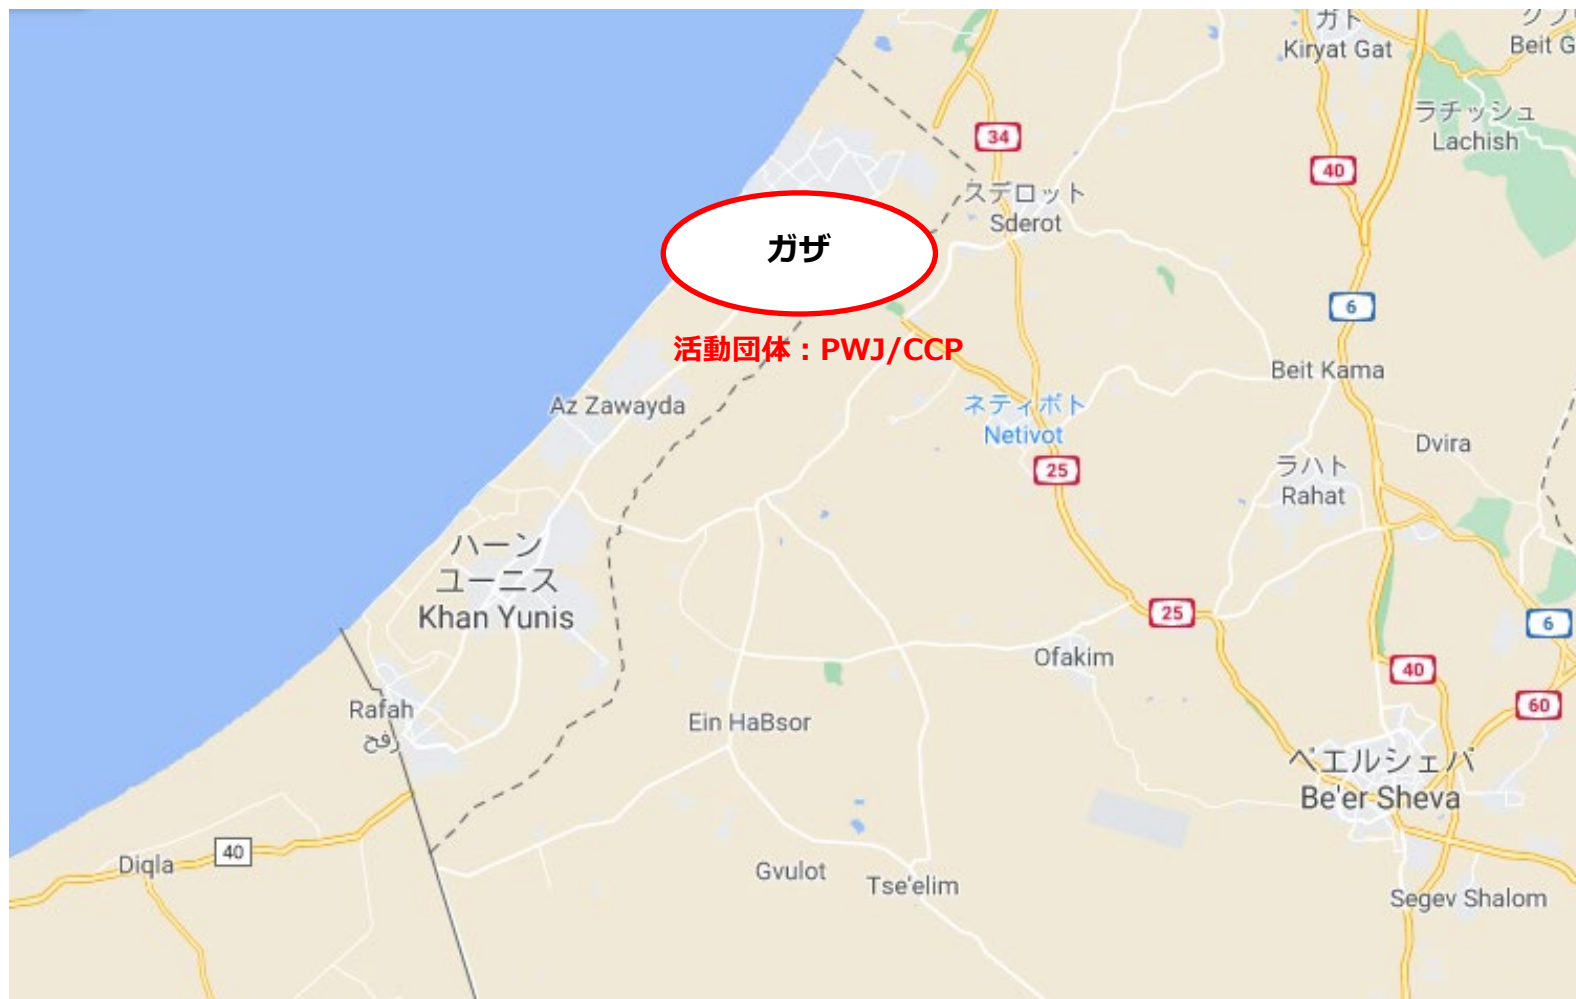 ガト
Kiryat Gat
Beit G
ラチッシュ
Lachish
34
40
スデロット
Sderot
ガザ
6
活動団体：PWJ/CCP
Beit Kama
Az Zawayda
ネティボト
Netivot
Dvira
25
ラハト
Rahat
ハーン
ユーニス
Khan Yunis
25
6
Ofakim
40
60
Rafah
رفح
Ein HaBsor
ベエルシェバ
Be'er Sheva
40
Diqla
Gvulot
Tse'elim
Segev Shalom